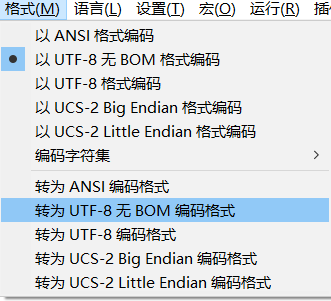 格式(M) 语言(L) 设置(T) 宏(O) 运行(R)
以 ANSI 格式编码
以 UTF-8 无 BOM 格式编码
以 UTF-8 格式编码
以 UCS-2 Big Endian 格式编码
以 UCS-2 Little Endian 格式编码
编码字符集
转为 ANSI 编码格式
转为 UTF-8 无 BOM 编码格式
转为 UTF-8 编码格式
转为 UCS-2 Big Endian 编码格式
转为 UCS-2 Little Endian 编码格式